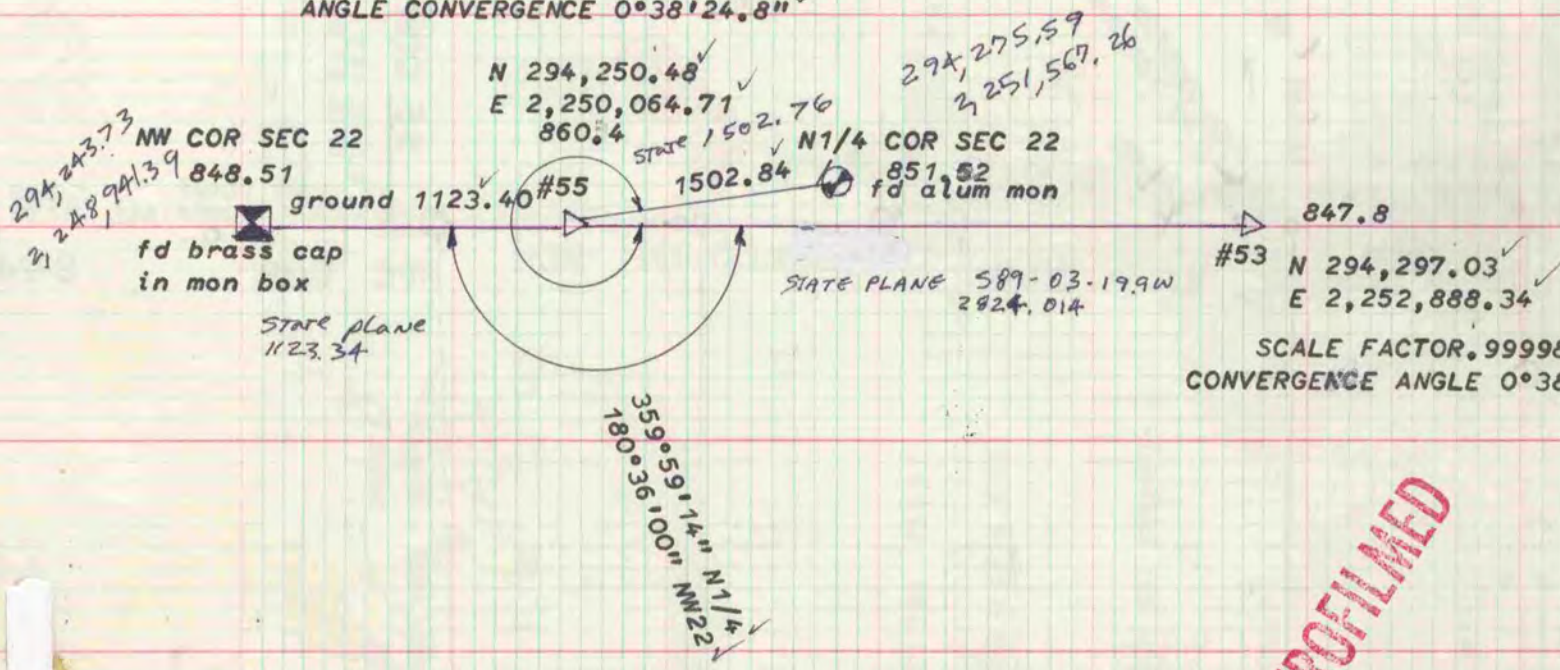 ANGLE CONVERGENCE 0°38'24.8"
N 294,250.48
E 2,250,064.71
860.4
294,275.59
2,251,567.26
294,243.73
2,248,941.39
NW COR SEC 22
848.51
ground 1123.40
#55
State 1502.76
1502.84
N1/4 COR SEC 22
851.52
fd alum mon
fd brass cap
in mon box
State plane
1123.34
STATE PLANE S89-03-19.9W
2824.014
847.8
#53
N 294,297.03
E 2,252,888.34
SCALE FACTOR .99998
CONVERGENCE ANGLE 0°38
359°59'14" N1/4
180°36'00" NW22
ROFILMED